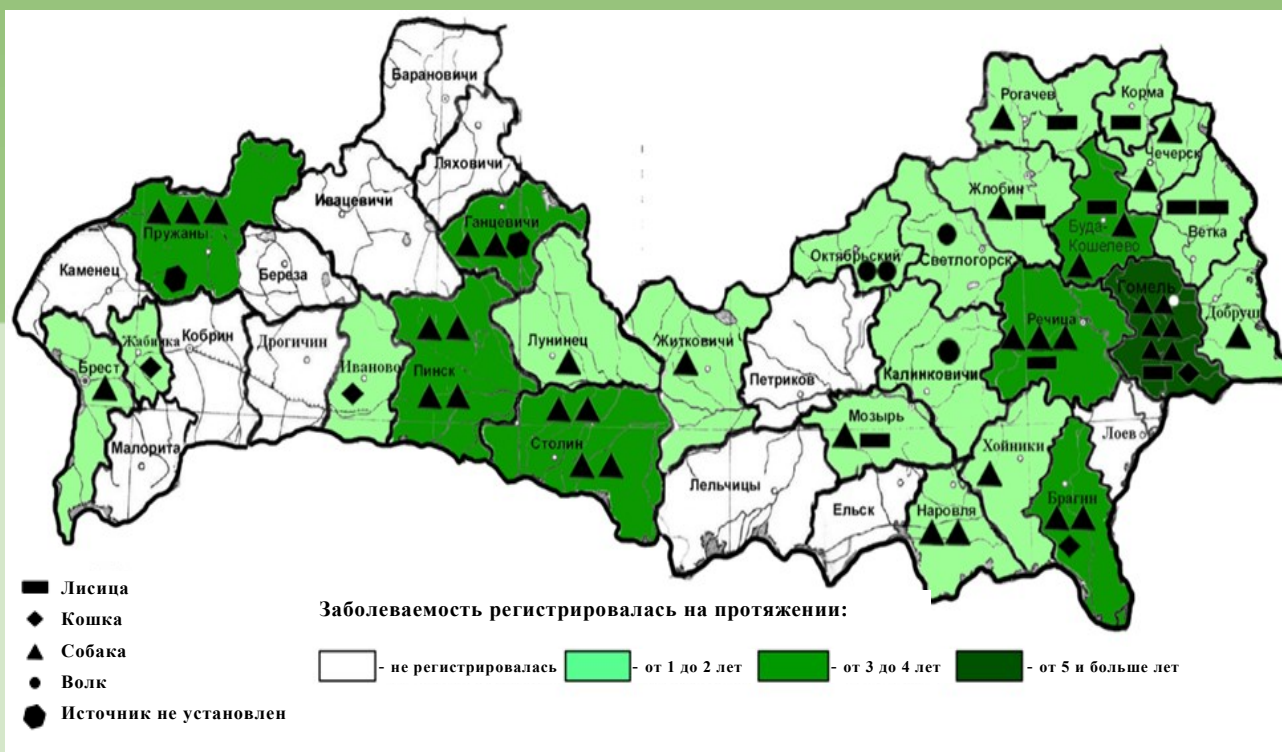 Барановичи
Рогачев
Корма
Ляховичи
Чечерск
Ивацевичи
Жлобин
Ганцевичи
Пружаны
Буда-
Кошелево
Ветка
Октябрьский
Светлогорск
Каменец
Береза
Гомель
Речица
Добруш
Жабинка
Кобрин
Дрогичин
Лунинец
Житковичи
Брест
Иваново
Пинск
Петриков
Калинковичи
Мозырь
Лоев
Малорита
Столин
Хойники
Лельчицы
Ельск
Наровля
Брагин
Лисица
Кошка
Собака
Волк
Источник не установлен
Заболеваемость регистрировалась на протяжении:
- не регистрировалась
- от 1 до 2 лет
- от 3 до 4 лет
- от 5 и больше лет